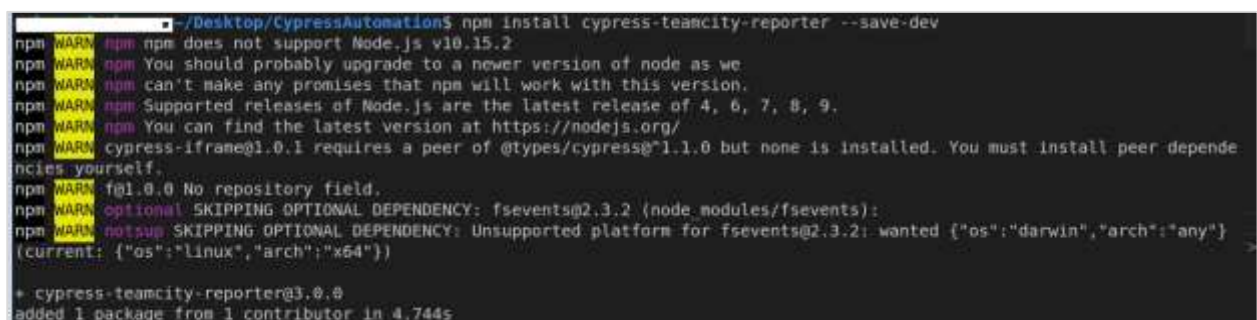 ~/Desktop/CypressAutomation$ npm install cypress-teamcity-reporter --save-dev
npm WARN npm npm does not support Node.js v10.15.2
npm WARN npm You should probably upgrade to a newer version of node as we
npm WARN npm can't make any promises that npm will work with this version.
npm WARN npm Supported releases of Node.js are the latest release of 4, 6, 7, 8, 9.
npm WARN npm You can find the latest version at https://nodejs.org/
npm WARN cypress-iframe@1.0.1 requires a peer of @types/cypress@^1.1.0 but none is installed. You must install peer depende
ncies yourself.
npm WARN f@1.0.0 No repository field.
npm WARN optional SKIPPING OPTIONAL DEPENDENCY: fsevents@2.3.2 (node_modules/fsevents):
npm WARN notsup SKIPPING OPTIONAL DEPENDENCY: Unsupported platform for fsevents@2.3.2: wanted {"os":"darwin","arch":"any"}
(current: {"os":"linux","arch":"x64"})
+ cypress-teamcity-reporter@3.0.0
added 1 package from 1 contributor in 4.744s